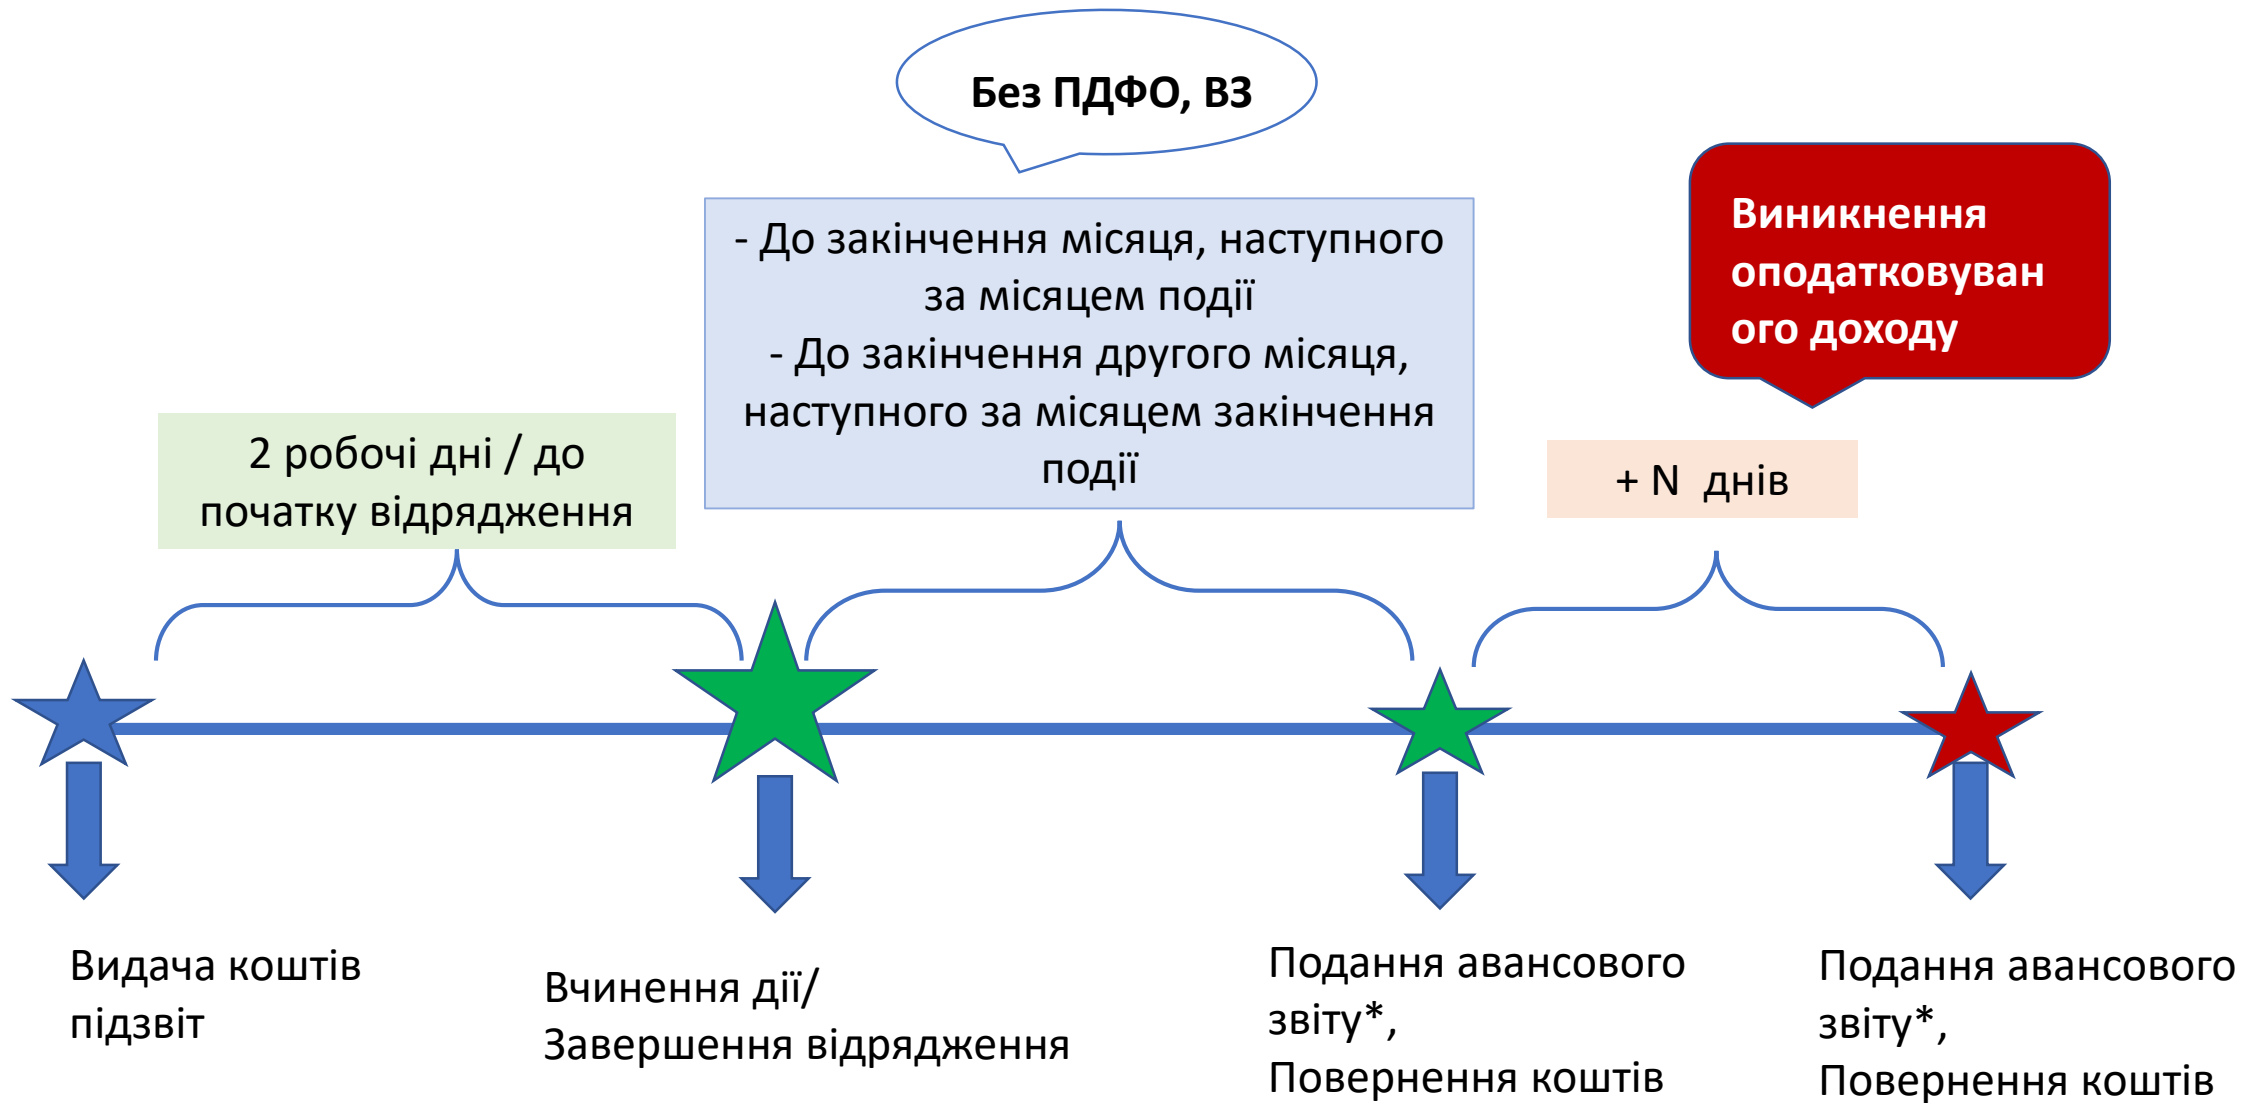 Без ПДФО, ВЗ
- До закінчення місяця, наступного
за місяцем події
- До закінчення другого місяця,
наступного за місяцем закінчення
події
Виникнення
оподатковуван
ого доходу
2 робочі дні / до
початку відрядження
+ N днів
Видача коштів
підзвіт
Вчинення дії/
Завершення відрядження
Подання авансового
звіту*,
Повернення коштів
Подання авансового
звіту*,
Повернення коштів